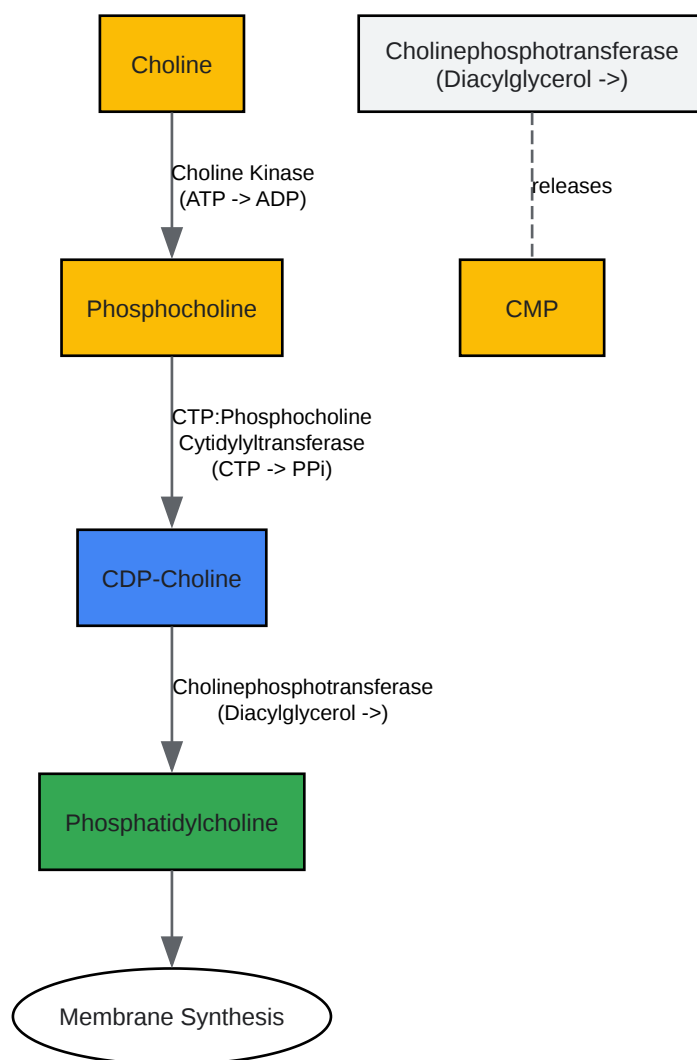 Choline
Cholinephosphotransferase
(Diacylglycerol ->)
Choline Kinase
(ATP -> ADP)
releases
Phosphocholine
CMP
CTP:Phosphocholine
Cytidylyltransferase
(CTP -> PPi)
CDP-Choline
Cholinephosphotransferase
(Diacylglycerol ->)
Phosphatidylcholine
Membrane Synthesis